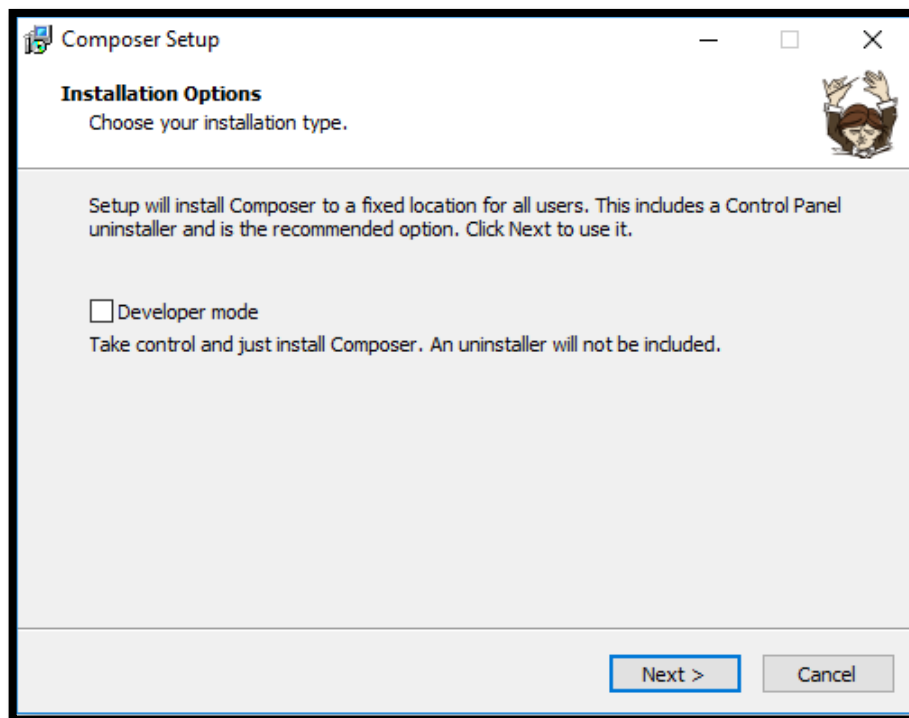 Composer Setup
Installation Options
Choose your installation type.
Setup will install Composer to a fixed location for all users. This includes a Control Panel
uninstaller and is the recommended option. Click Next to use it.
Developer mode
Take control and just install Composer. An uninstaller will not be included.
Next >
Cancel